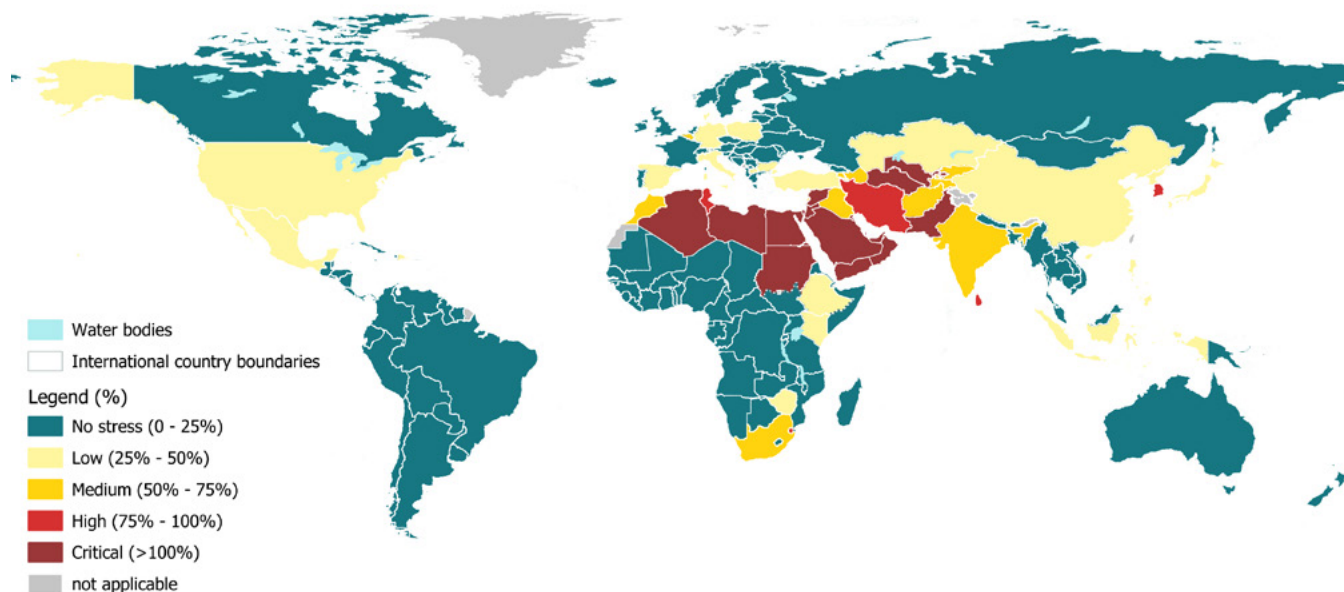 Water bodies
International country boundaries
Legend (%)
No stress (0 - 25%)
Low (25% - 50%)
Medium (50% - 75%)
High (75% - 100%)
Critical (>100%)
not applicable